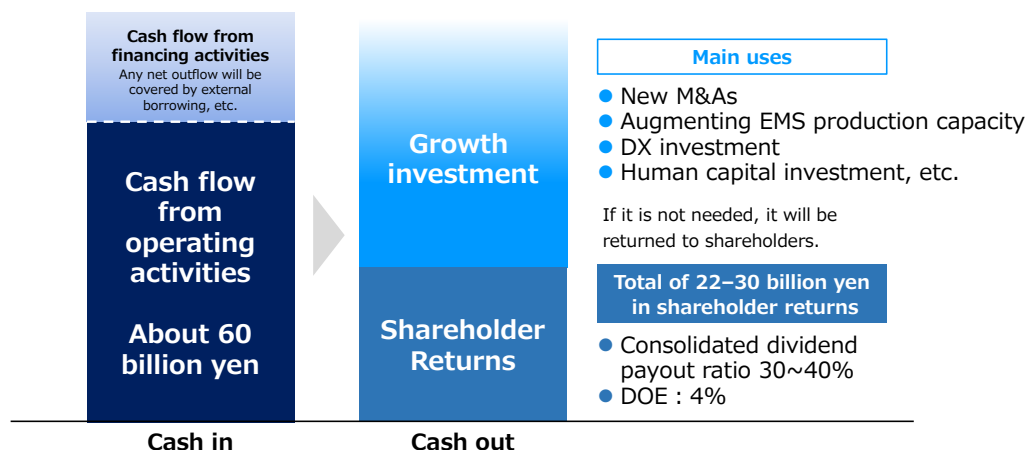 Cash flow from
financing activities
Any net outflow will be
covered by external
borrowing, etc.
Cash flow
from
operating
activities
About 60
billion yen
Cash in
Growth
investment
Shareholder
Returns
Cash out
Main uses
● New M&As
● Augmenting EMS production capacity
● DX investment
● Human capital investment, etc.
If it is not needed, it will be
returned to shareholders.
Total of 22–30 billion yen
in shareholder returns
● Consolidated dividend
payout ratio 30~40%
● DOE : 4%